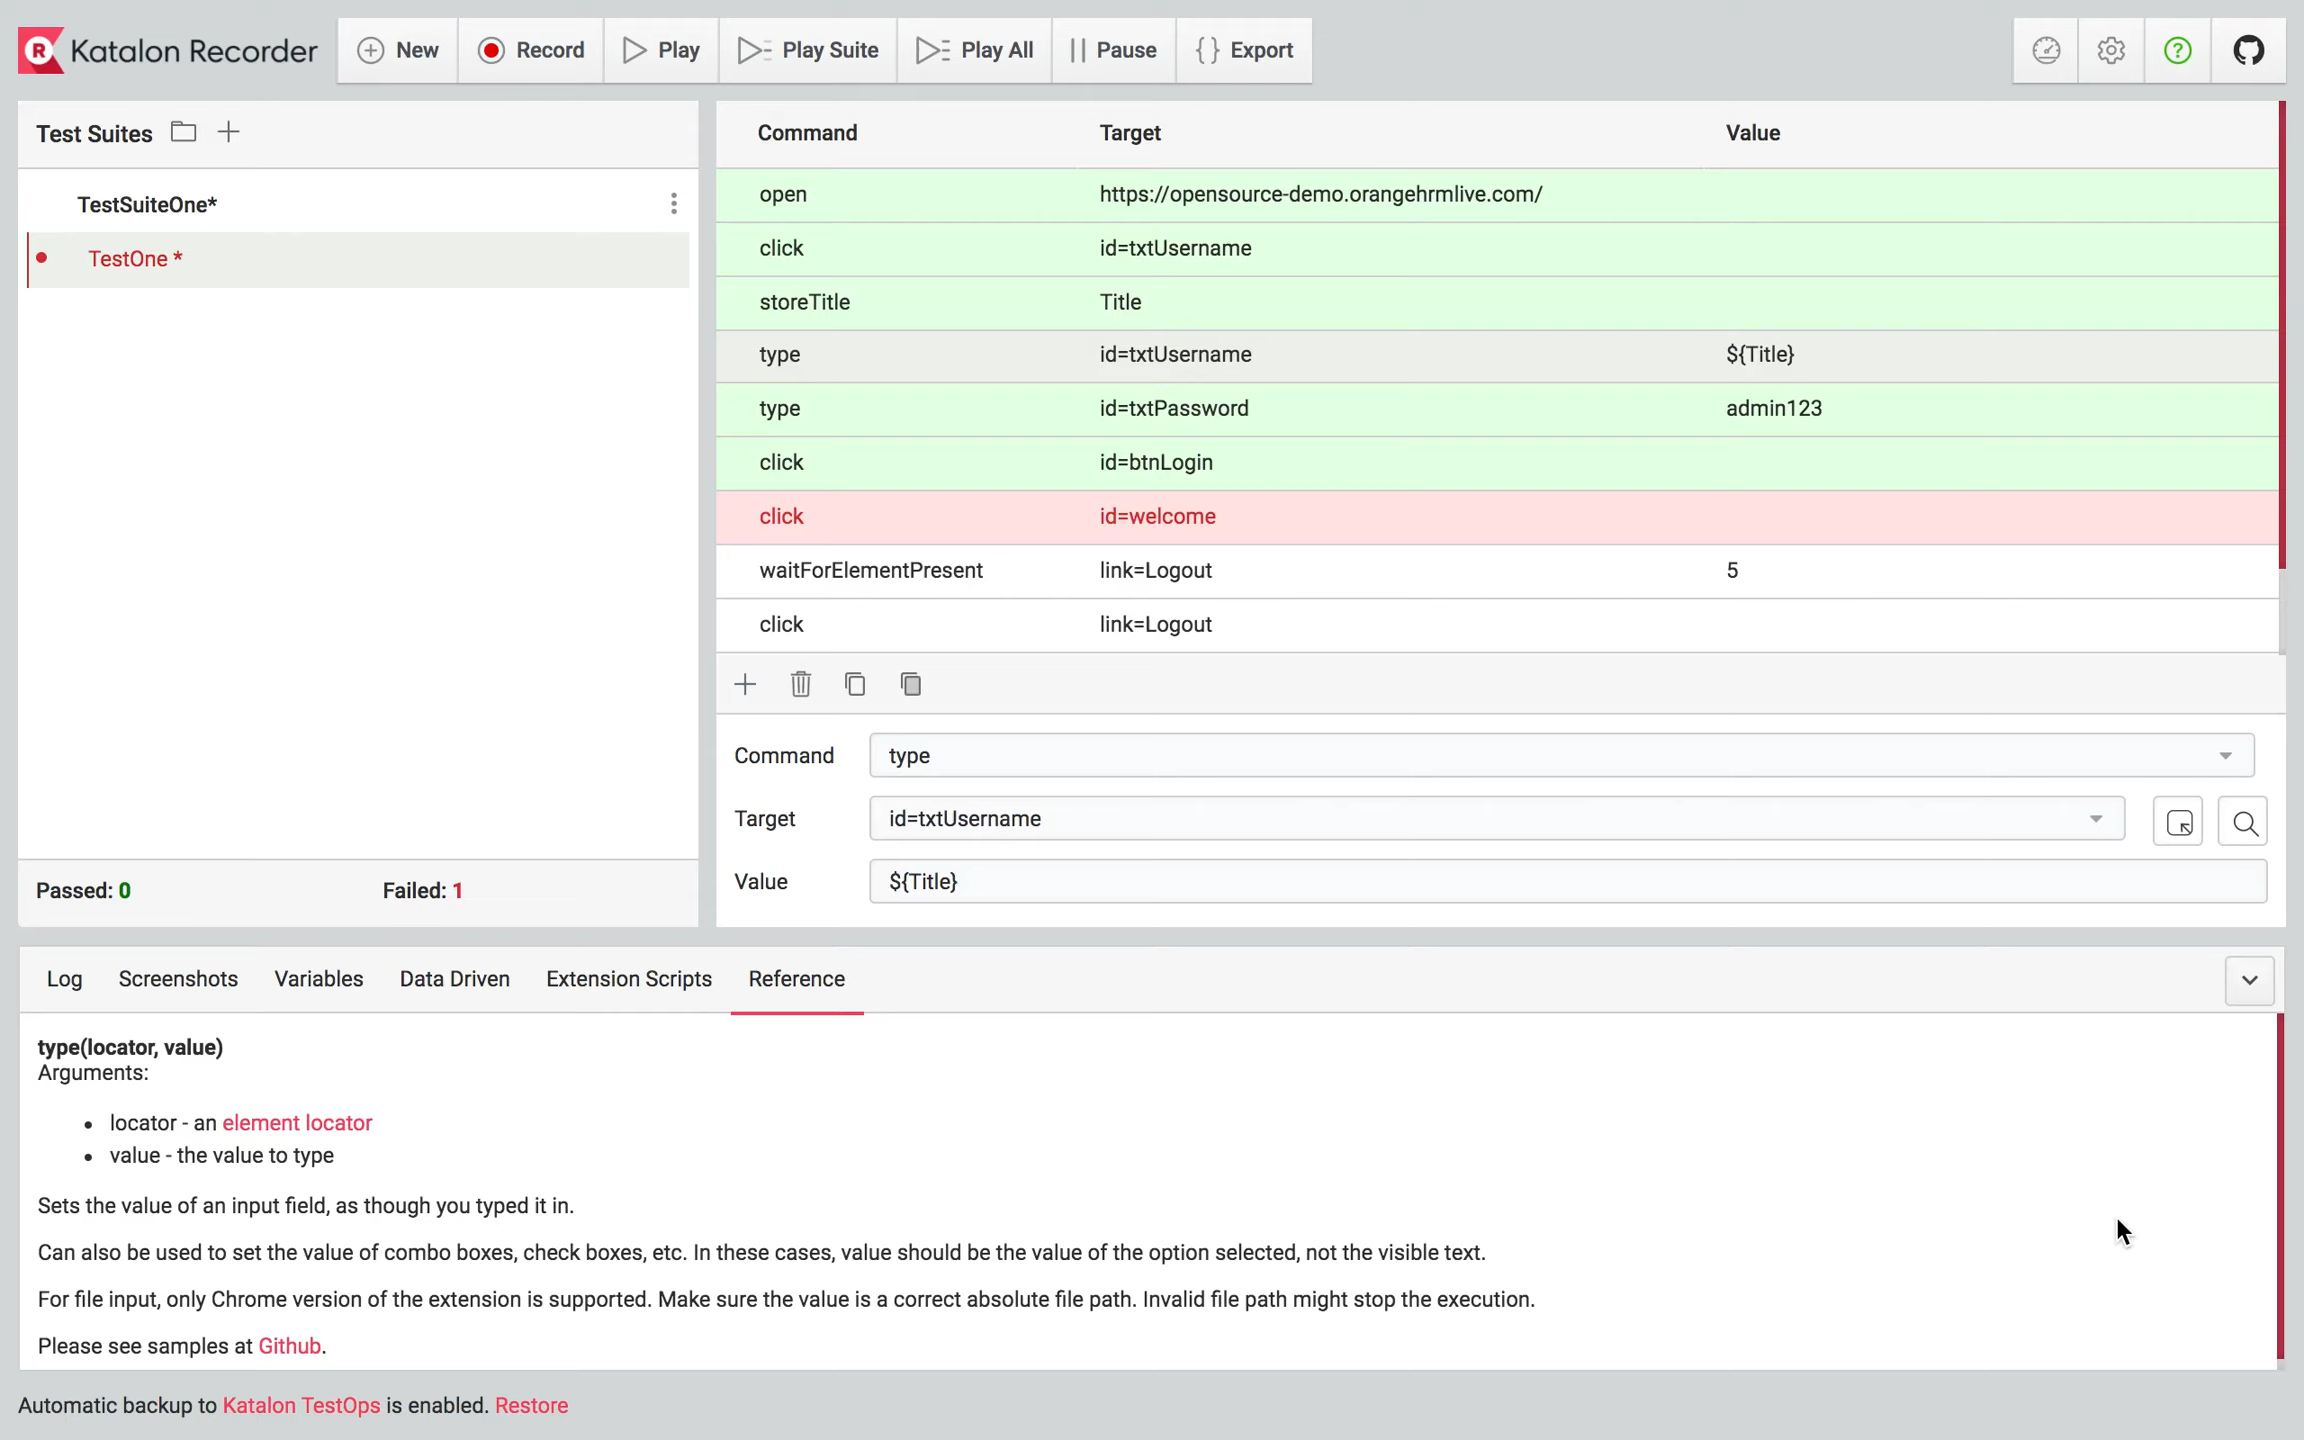 R Katalon Recorder
New
Record
Play
Play Suite
Play All
Pause
Export
Test Suites
TestSuiteOne*
TestOne *
Passed: 0 Failed: 1
Command Target Value
open https://opensource-demo.orangehrmlive.com/
click id=txtUsername
storeTitle Title
type id=txtUsername ${Title}
type id=txtPassword admin123
click id=btnLogin
click id=welcome
waitForElementPresent link=Logout 5
click link=Logout
Command type
Target id=txtUsername
Value ${Title}
Log Screenshots Variables Data Driven Extension Scripts Reference
type(locator, value)
Arguments:
• locator - an element locator
• value - the value to type
Sets the value of an input field, as though you typed it in.
Can also be used to set the value of combo boxes, check boxes, etc. In these cases, value should be the value of the option selected, not the visible text.
For file input, only Chrome version of the extension is supported. Make sure the value is a correct absolute file path. Invalid file path might stop the execution.
Please see samples at Github.
Automatic backup to Katalon TestOps is enabled. Restore